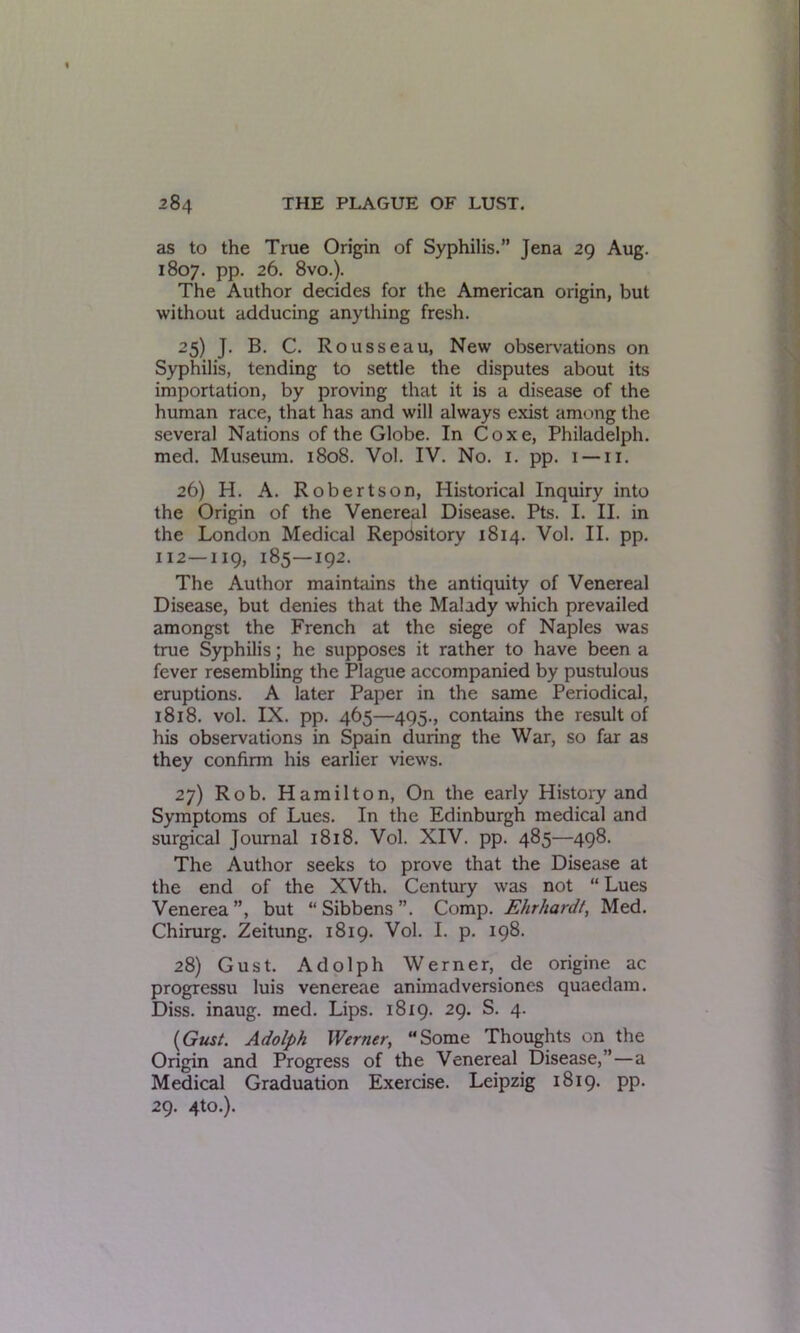 284 THE PLAGUE OF LUST.
as to the True Origin of Syphilis.” Jena 29 Aug.
1807. pp. 26. 8vo.).
The Author decides for the American origin, but
without adducing anything fresh.
25) J. B. C. Rousseau, New observations on
Syphilis, tending to settle the disputes about its
importation, by proving that it is a disease of the
human race, that has and will always exist among the
several Nations of the Globe. In Coxe, Philadelph.
med. Museum. 1808. Vol. IV. No. 1. pp. 1—11.
26) H. A. Robertson, Historical Inquiry into
the Origin of the Venereal Disease. Pts. I. II. in
the London Medical Repósitory 1814. Vol. II. pp.
112—119, 185—192.
The Author maintains the antiquity of Venereal
Disease, but denies that the Malady which prevailed
amongst the French at the siege of Naples was
true Syphilis; he supposes it rather to have been a
fever resembling the Plague accompanied by pustulous
eruptions. A later Paper in the same Periodical,
1818. vol. IX. pp. 465—495., contains the result of
his observations in Spain during the War, so far as
they confirm his earlier views.
27) Rob. Hamilton, On the early History and
Symptoms of Lues. In the Edinburgh medical and
surgical Journal 1818. Vol. XIV. pp. 485—498.
The Author seeks to prove that the Disease at
the end of the XVth. Century was not “Lues
Venerea”, but “Sibbens”. Comp. Ehrhardt, Med.
Chirurg. Zeitung. 1819. Vol. I. p. 198.
28) Gust. Adolph Werner, de origine ac
progressu luis venereae animadversiones quaedam.
Diss. inaug. med. Lips. 1819. 29. S. 4.
(Gust. Adolph Werner, “Some Thoughts on the
Origin and Progress of the Venereal Disease,”—a
Medical Graduation Exercise. Leipzig 1819. pp.
29. 4to.).